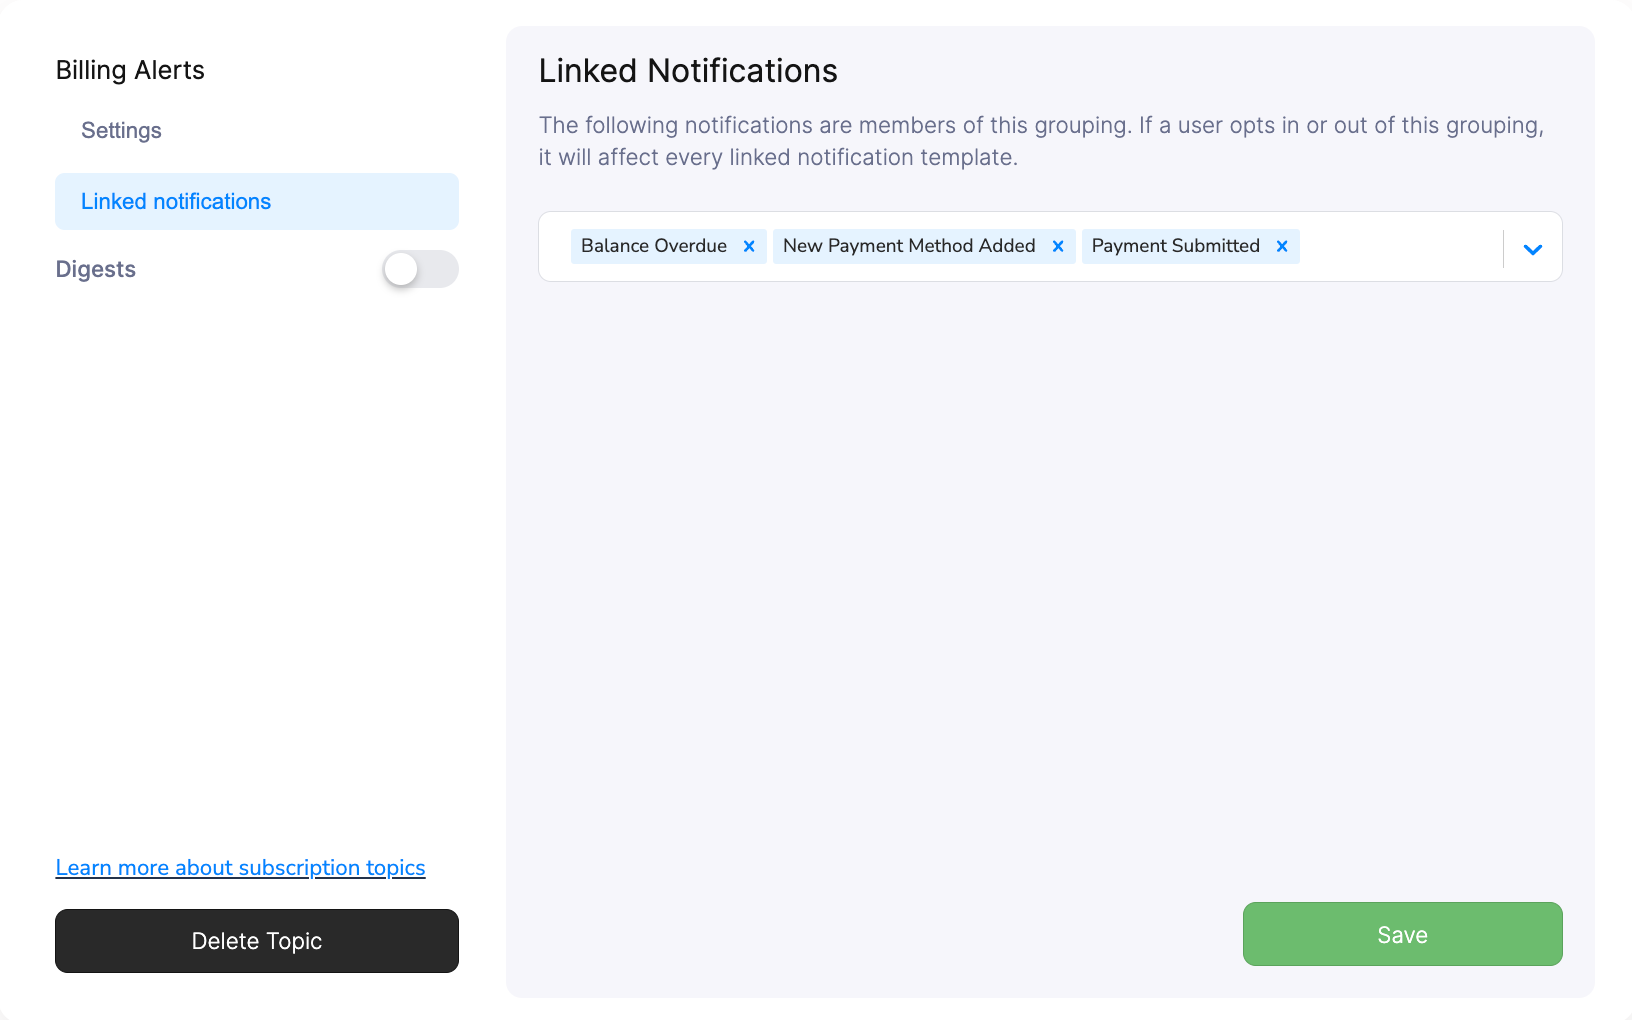 Billing Alerts
Settings
Linked notifications
Digests
Learn more about subscription topics
Delete Topic
Linked Notifications
The following notifications are members of this grouping. If a user opts in or out of this grouping,
it will affect every linked notification template.
Balance Overdue New Payment Method Added Payment Submitted
Save